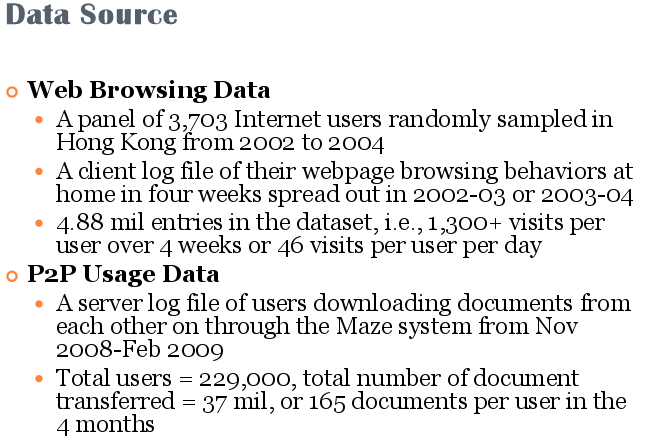 Data Source
Web Browsing Data
A panel of 3,703 Internet users randomly sampled in
Hong Kong from 2002 to 2004
A client log file of their webpage browsing behaviors at
home in four weeks spread out in 2002-03 or 2003-04
4.88 mil entries in the dataset, i.e., 1,300+ visits per
user over 4 weeks or 46 visits per user per day
P2P Usage Data
A server log file of users downloading documents from
each other on through the Maze system from Nov
2008-Feb 2009
Total users = 229,000, total number of document
transferred = 37 mil, or 165 documents per user in the
4 months